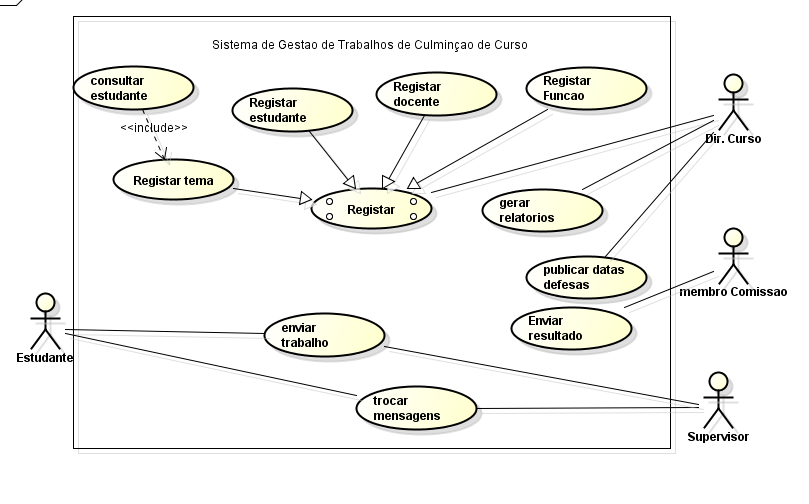 Sistema de Gestao de Trabalhos de Culminçao de Curso
consultar
estudante
Registar
estudante
Registar
docente
Registar
Funcao
<<include>>
Dir. Curso
Registar tema
Registar
gerar
relatorios
publicar datas
defesas
membro Comissao
Enviar
resultado
Estudante
enviar
trabalho
trocar
mensagens
Supervisor